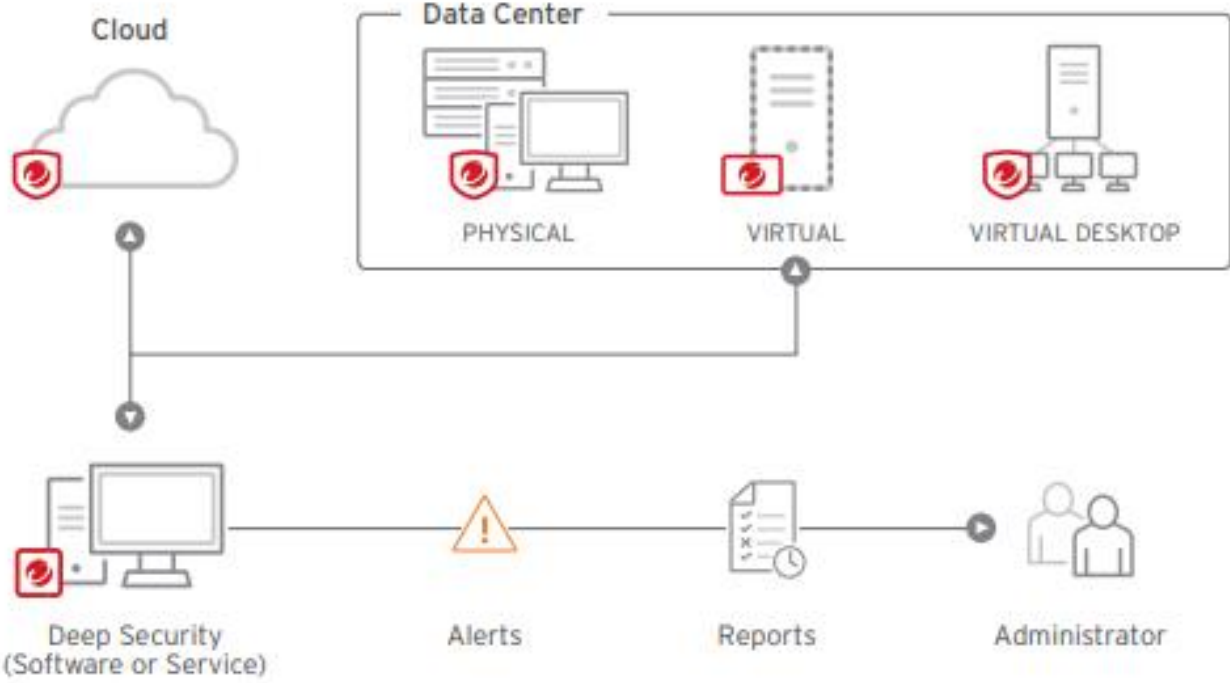 Cloud
Data Center
PHYSICAL
VIRTUAL
VIRTUAL DESKTOP
Deep Security
(Software or Service)
Alerts
Reports
Administrator